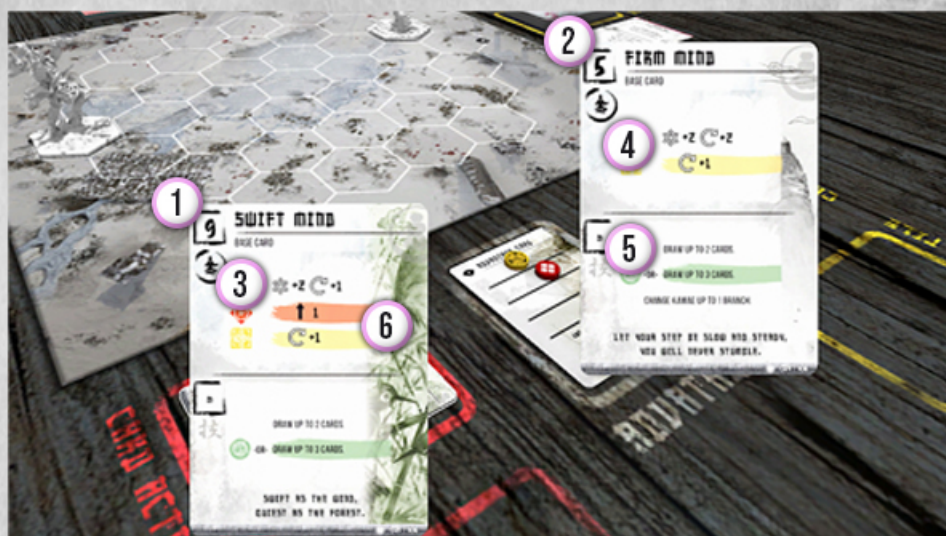 1
9
SWIFT MIND
BASE CARD
3
+2 +1
1
+1
6
技
DRAW UP TO 2 CARDS.
-OR- DRAW UP TO 3 CARDS.
SWIFT AS THE WIND,
QUIEST AS THE FOREST.
2
5
FIRM MIND
BASE CARD
4
+2 +2
+1
5
DRAW UP TO 2 CARDS.
-OR- DRAW UP TO 3 CARDS.
CHANGE KAMAE UP TO 1 BRANCH.
LET YOUR STEP BE SLOW AND STEADY,
YOU WILL NEVER STUMBLE.
CARD